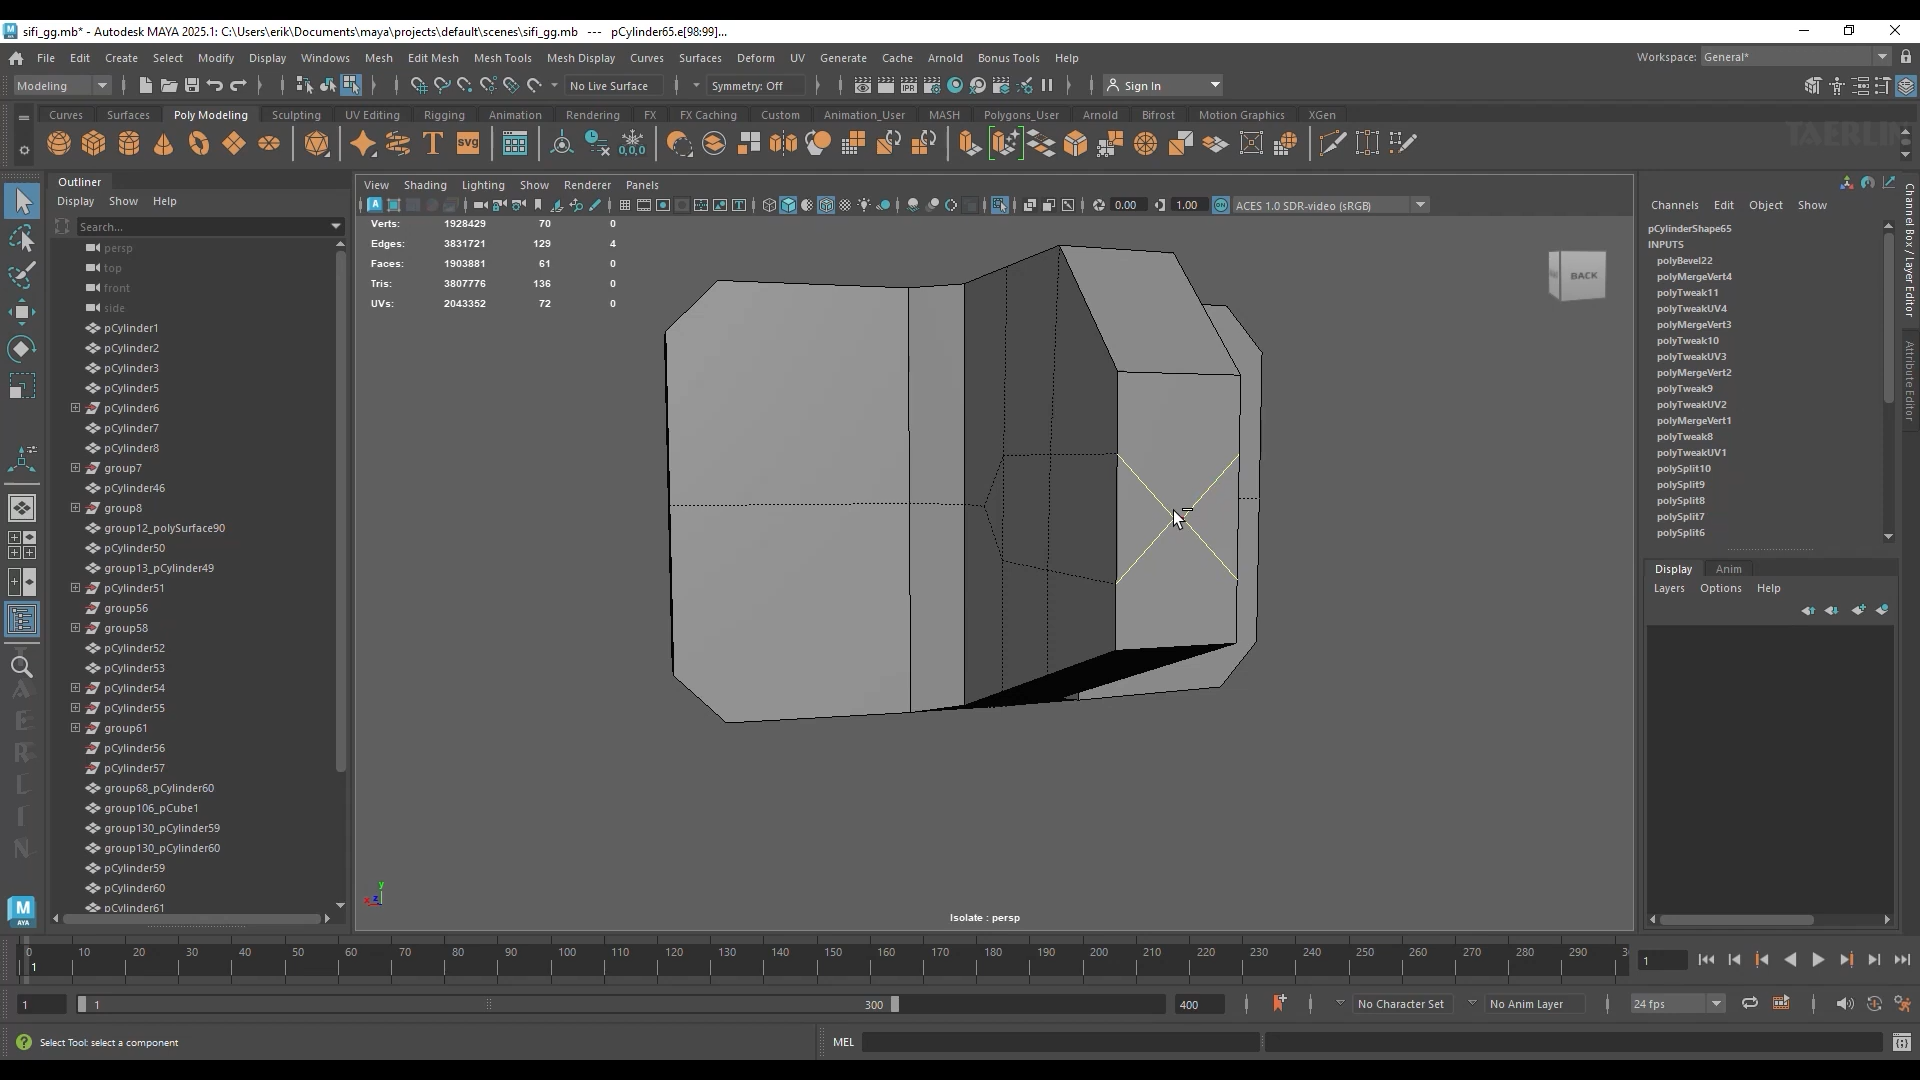 sifi_gg.mb* - Autodesk MAYA 2025.1: C:\Users\erik\Documents\maya\projects\default\scenes\sifi_gg.mb --- pCylinder65.e[98:99]...
File Edit Create Select Modify Display Windows Mesh Edit Mesh Mesh Tools Mesh Display Curves Surfaces Deform UV Generate Cache Arnold Bonus Tools Help
Workspace: General*
Modeling No Live Surface Symmetry: Off Sign In
Curves Surfaces Poly Modeling Sculpting UV Editing Rigging Animation Rendering FX FX Caching Custom Animation_User MASH Polygons_User Arnold Bifrost Motion Graphics XGen
T SVG 0,0,0
Outliner
Display Show Help
Search...
persp
top
front
side
pCylinder1
pCylinder2
pCylinder3
pCylinder5
pCylinder6
pCylinder7
pCylinder8
group7
pCylinder46
group8
group12_polySurface90
pCylinder50
group13_pCylinder49
pCylinder51
group56
group58
pCylinder52
pCylinder53
pCylinder54
pCylinder55
group61
pCylinder56
pCylinder57
group68_pCylinder60
group106_pCube1
group130_pCylinder59
group130_pCylinder60
pCylinder59
pCylinder60
pCylinder61
View Shading Lighting Show Renderer Panels
0.00 1.00 ACES 1.0 SDR-video (sRGB)
Verts: 1928429 70 0
Edges: 3831721 129 4
Faces: 1903881 61 0
Tris: 3807776 136 0
UVs: 2043352 72 0
BACK
y
z
x
Isolate : persp
Channels Edit Object Show
pCylinderShape65
INPUTS
polyBevel22
polyMergeVert4
polyTweak11
polyTweakUV4
polyMergeVert3
polyTweak10
polyTweakUV3
polyMergeVert2
polyTweak9
polyTweakUV2
polyMergeVert1
polyTweak8
polyTweakUV1
polySplit10
polySplit9
polySplit8
polySplit7
polySplit6
Display Anim
Layers Options Help
Channel Box / Layer Editor
Attribute Editor
0 10 20 30 40 50 60 70 80 90 100 110 120 130 140 150 160 170 180 190 200 210 220 230 240 250 260 270 280 290 3
1
1
1 1 300 400 No Character Set No Anim Layer 24 fps
Select Tool: select a component
MEL